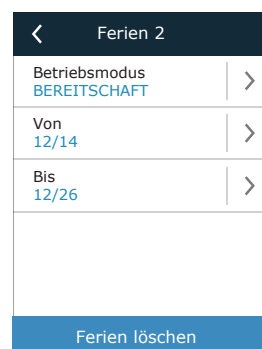 Ferien 2
Betriebsmodus
BEREITSCHAFT
Von
12/14
Bis
12/26
Ferien löschen